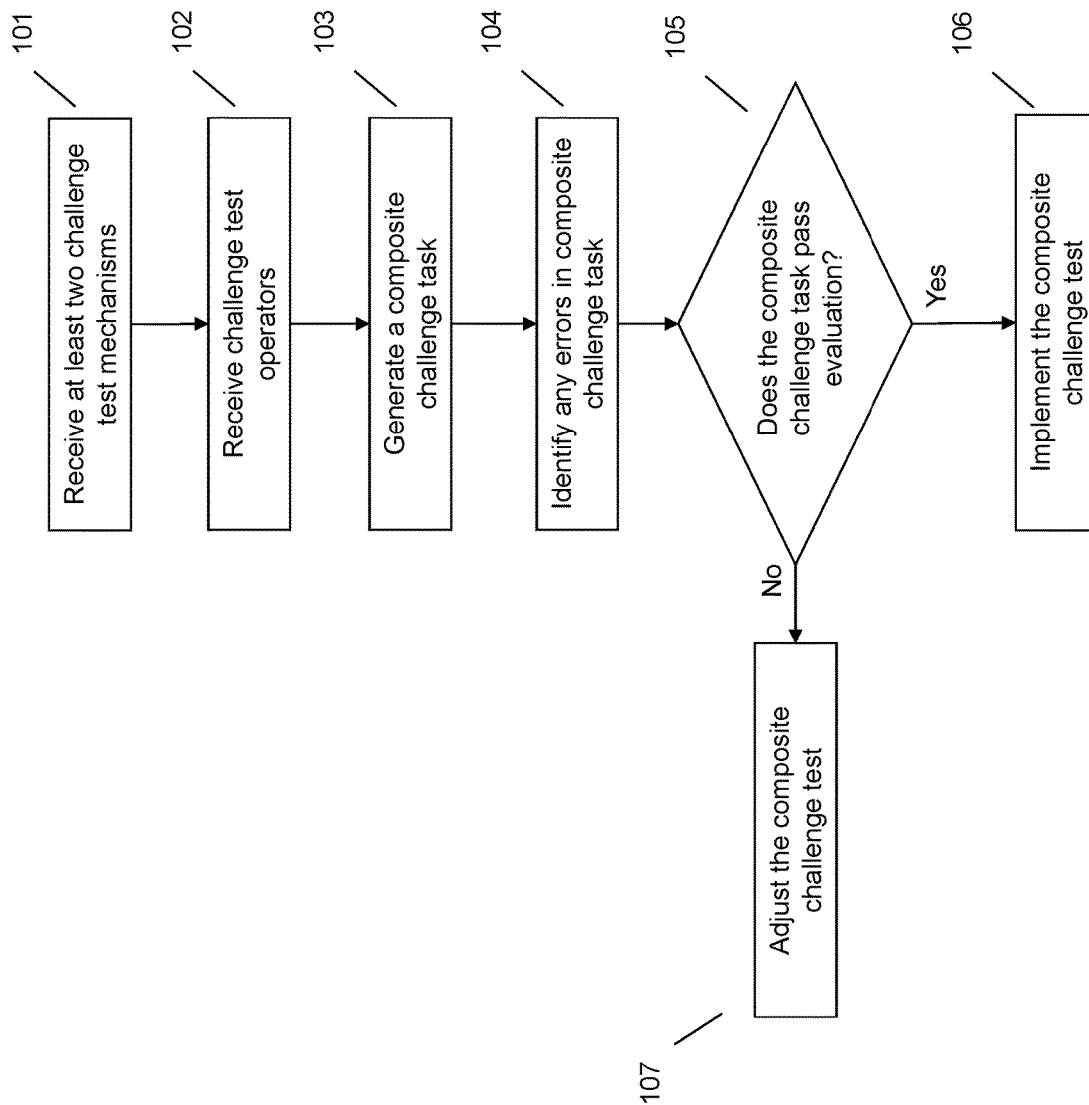 101
Receive at least two challenge
test mechanisms
102
Receive challenge test
operators
103
Generate a composite
challenge task
104
Identify any errors in composite
challenge task
105
Does the composite
challenge task pass
evaluation?
No
Yes
106
Implement the composite
challenge test
107
Adjust the composite
challenge test